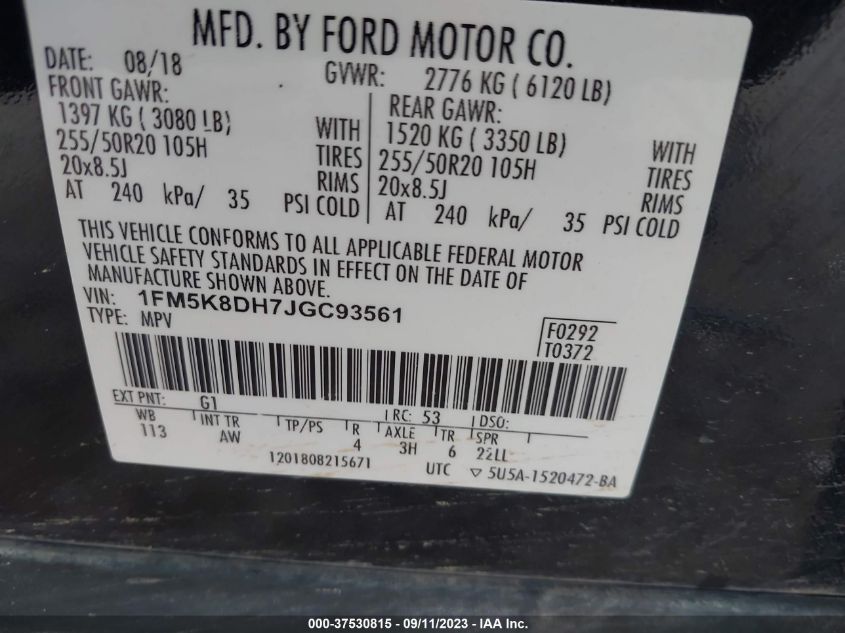 MFD. BY FORD MOTOR CO.
DATE: 08/18 GVWR: 2776 KG ( 6120 LB)
FRONT GAWR: REAR GAWR:
1397 KG ( 3080 LB) WITH 1520 KG ( 3350 LB) WITH
255/50R20 105H TIRES 255/50R20 105H TIRES
20x8.5J RIMS 20x8.5J RIMS
AT 240 kPa/ 35 PSI COLD AT 240 kPa/ 35 PSI COLD
THIS VEHICLE CONFORMS TO ALL APPLICABLE FEDERAL MOTOR
VEHICLE SAFETY STANDARDS IN EFFECT ON THE DATE OF
MANUFACTURE SHOWN ABOVE.
VIN: 1FM5K8DH7JGC93561
TYPE: MPV F0292
T0372
EXT PNT: G1 RC: 53 DSO:
WB INT TR TP/PS R AXLE TR SPR
113 AW 4 3H 6 22LL
1201808215671 UTC ▽ 5U5A-1520472-BA
000-37530815 - 09/11/2023 - IAA Inc.